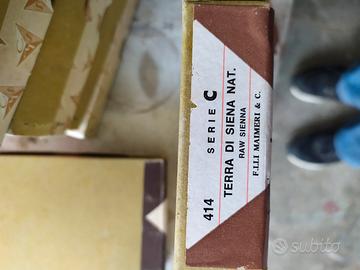 414 SERIE C
TERRA DI SIENA NAT.
RAW SIENNA
F.LLI MAIMERI & C.
subito